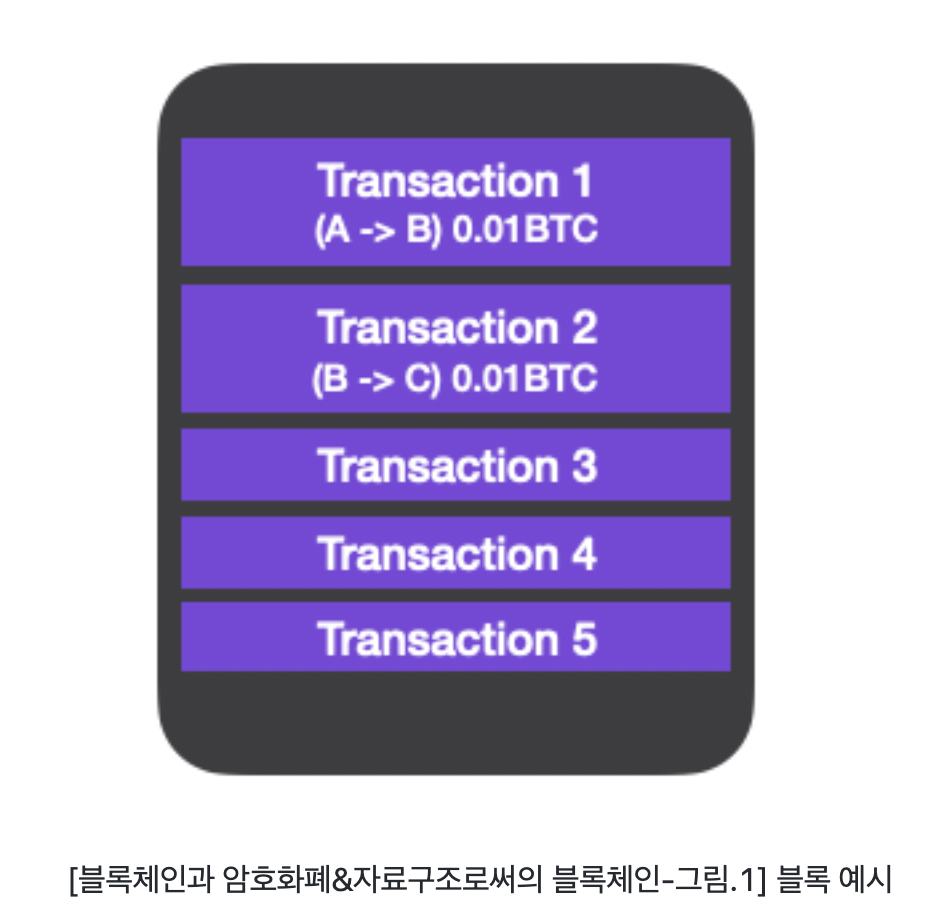 Transaction 1
(A -> B) 0.01BTC
Transaction 2
(B -> C) 0.01BTC
Transaction 3
Transaction 4
Transaction 5
[블록체인과 암호화폐&자료구조로써의 블록체인-그림.1] 블록 예시